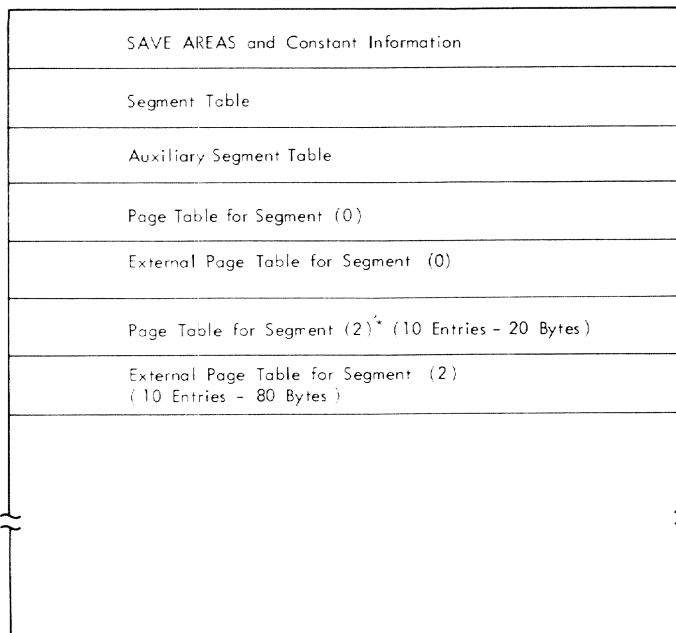 SAVE AREAS and Constant Information
Segment Table
Auxiliary Segment Table
Page Table for Segment (0)
External Page Table for Segment (0)
Page Table for Segment (2)* (10 Entries - 20 Bytes)
External Page Table for Segment (2)
(10 Entries - 80 Bytes)